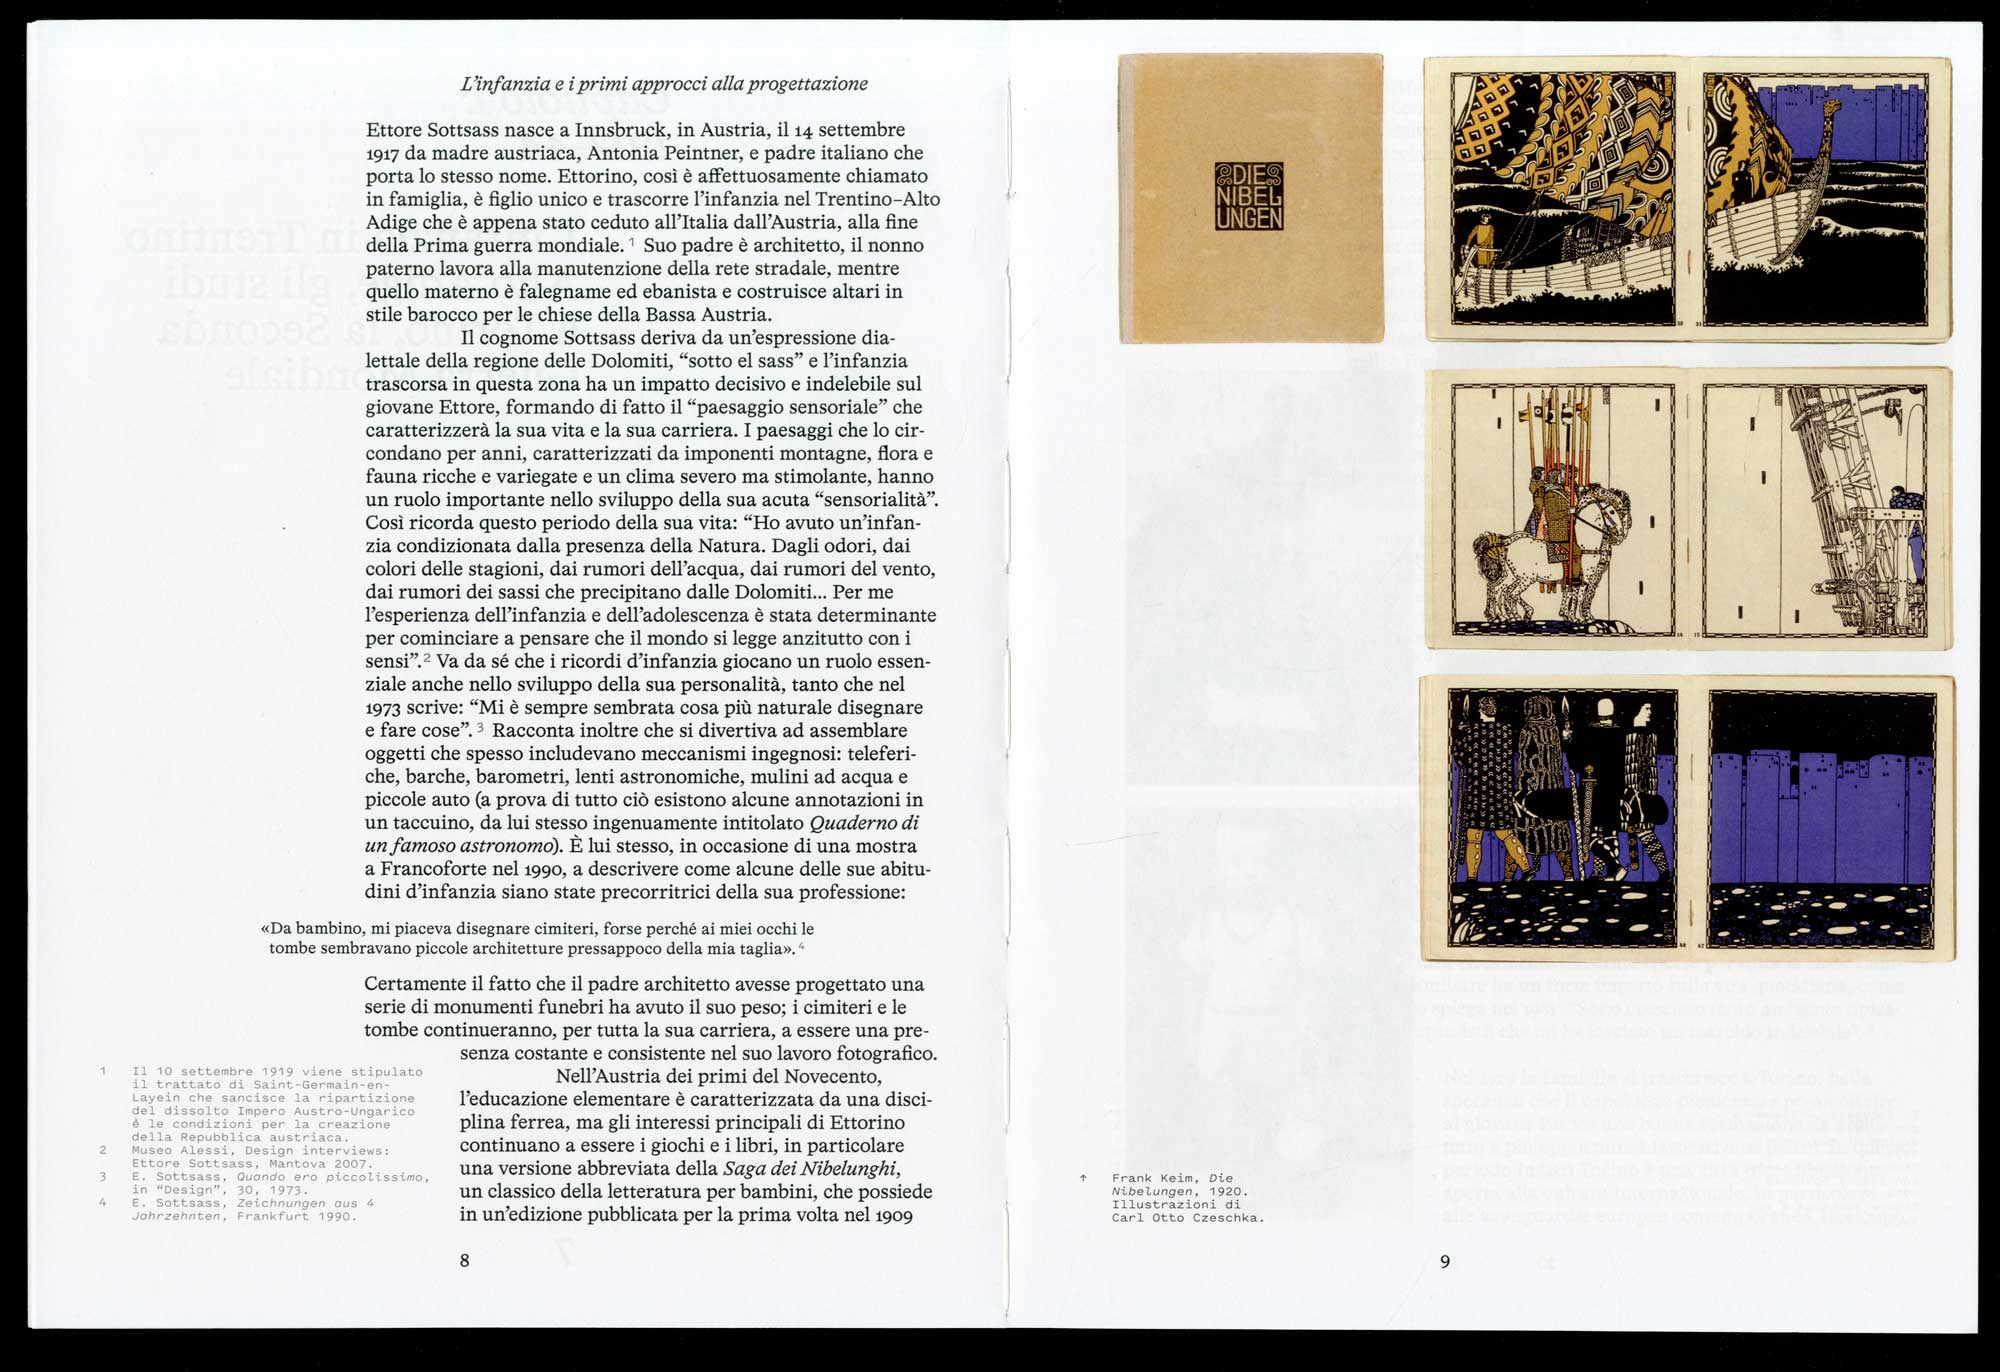 L'infanzia e i primi approcci alla progettazione
Ettore Sottsass nasce a Innsbruck, in Austria, il 14 settembre
1917 da madre austriaca, Antonia Peintner, e padre italiano che
porta lo stesso nome. Ettorino, così è affettuosamente chiamato
in famiglia, è figlio unico e trascorre l'infanzia nel Trentino–Alto
Adige che è appena stato ceduto all'Italia dall'Austria, alla fine
della Prima guerra mondiale.1 Suo padre è architetto, il nonno
paterno lavora alla manutenzione della rete stradale, mentre
quello materno è falegname ed ebanista e costruisce altari in
stile barocco per le chiese della Bassa Austria.
Il cognome Sottsass deriva da un'espressione dia-
lettale della regione delle Dolomiti, “sotto el sass” e l'infanzia
trascorsa in questa zona ha un impatto decisivo e indelebile sul
giovane Ettore, formando di fatto il “paesaggio sensoriale” che
caratterizzerà la sua vita e la sua carriera. I paesaggi che lo cir-
condano per anni, caratterizzati da imponenti montagne, flora e
fauna ricche e variegate e un clima severo ma stimolante, hanno
un ruolo importante nello sviluppo della sua acuta “sensorialità”.
Così ricorda questo periodo della sua vita: “Ho avuto un'infan-
zia condizionata dalla presenza della Natura. Dagli odori, dai
colori delle stagioni, dai rumori dell'acqua, dai rumori del vento,
dai rumori dei sassi che precipitano dalle Dolomiti... Per me
l'esperienza dell'infanzia e dell'adolescenza è stata determinante
per cominciare a pensare che il mondo si legge anzitutto con i
sensi”.2 Va da sé che i ricordi d'infanzia giocano un ruolo essen-
ziale anche nello sviluppo della sua personalità, tanto che nel
1973 scrive: “Mi è sempre sembrata cosa più naturale disegnare
e fare cose”.3 Racconta inoltre che si divertiva ad assemblare
oggetti che spesso includevano meccanismi ingegnosi: teleferi-
che, barche, barometri, lenti astronomiche, mulini ad acqua e
piccole auto (a prova di tutto ciò esistono alcune annotazioni in
un taccuino, da lui stesso ingenuamente intitolato Quaderno di
un famoso astronomo). È lui stesso, in occasione di una mostra
a Francoforte nel 1990, a descrivere come alcune delle sue abitu-
dini d'infanzia siano state precorritrici della sua professione:
«Da bambino, mi piaceva disegnare cimiteri, forse perché ai miei occhi le
tombe sembravano piccole architetture pressappoco della mia taglia».4
Certamente il fatto che il padre architetto avesse progettato una
serie di monumenti funebri ha avuto il suo peso; i cimiteri e le
tombe continueranno, per tutta la sua carriera, a essere una pre-
senza costante e consistente nel suo lavoro fotografico.
Nell'Austria dei primi del Novecento,
l'educazione elementare è caratterizzata da una disci-
plina ferrea, ma gli interessi principali di Ettorino
continuano a essere i giochi e i libri, in particolare
una versione abbreviata della Saga dei Nibelunghi,
un classico della letteratura per bambini, che possiede
in un'edizione pubblicata per la prima volta nel 1909
1 Il 10 settembre 1919 viene stipulato
il trattato di Saint-Germain-en-
Layein che sancisce la ripartizione
del dissolto Impero Austro-Ungarico
è le condizioni per la creazione
della Repubblica austriaca.
2 Museo Alessi, Design interviews:
Ettore Sottsass, Mantova 2007.
3 E. Sottsass, Quando ero piccolissimo,
in “Design”, 30, 1973.
4 E. Sottsass, Zeichnungen aus 4
Jahrzehnten, Frankfurt 1990.
8
DIE
NIBEL
UNGEN
↑ Frank Keim, Die
Nibelungen, 1920.
Illustrazioni di
Carl Otto Czeschka.
9